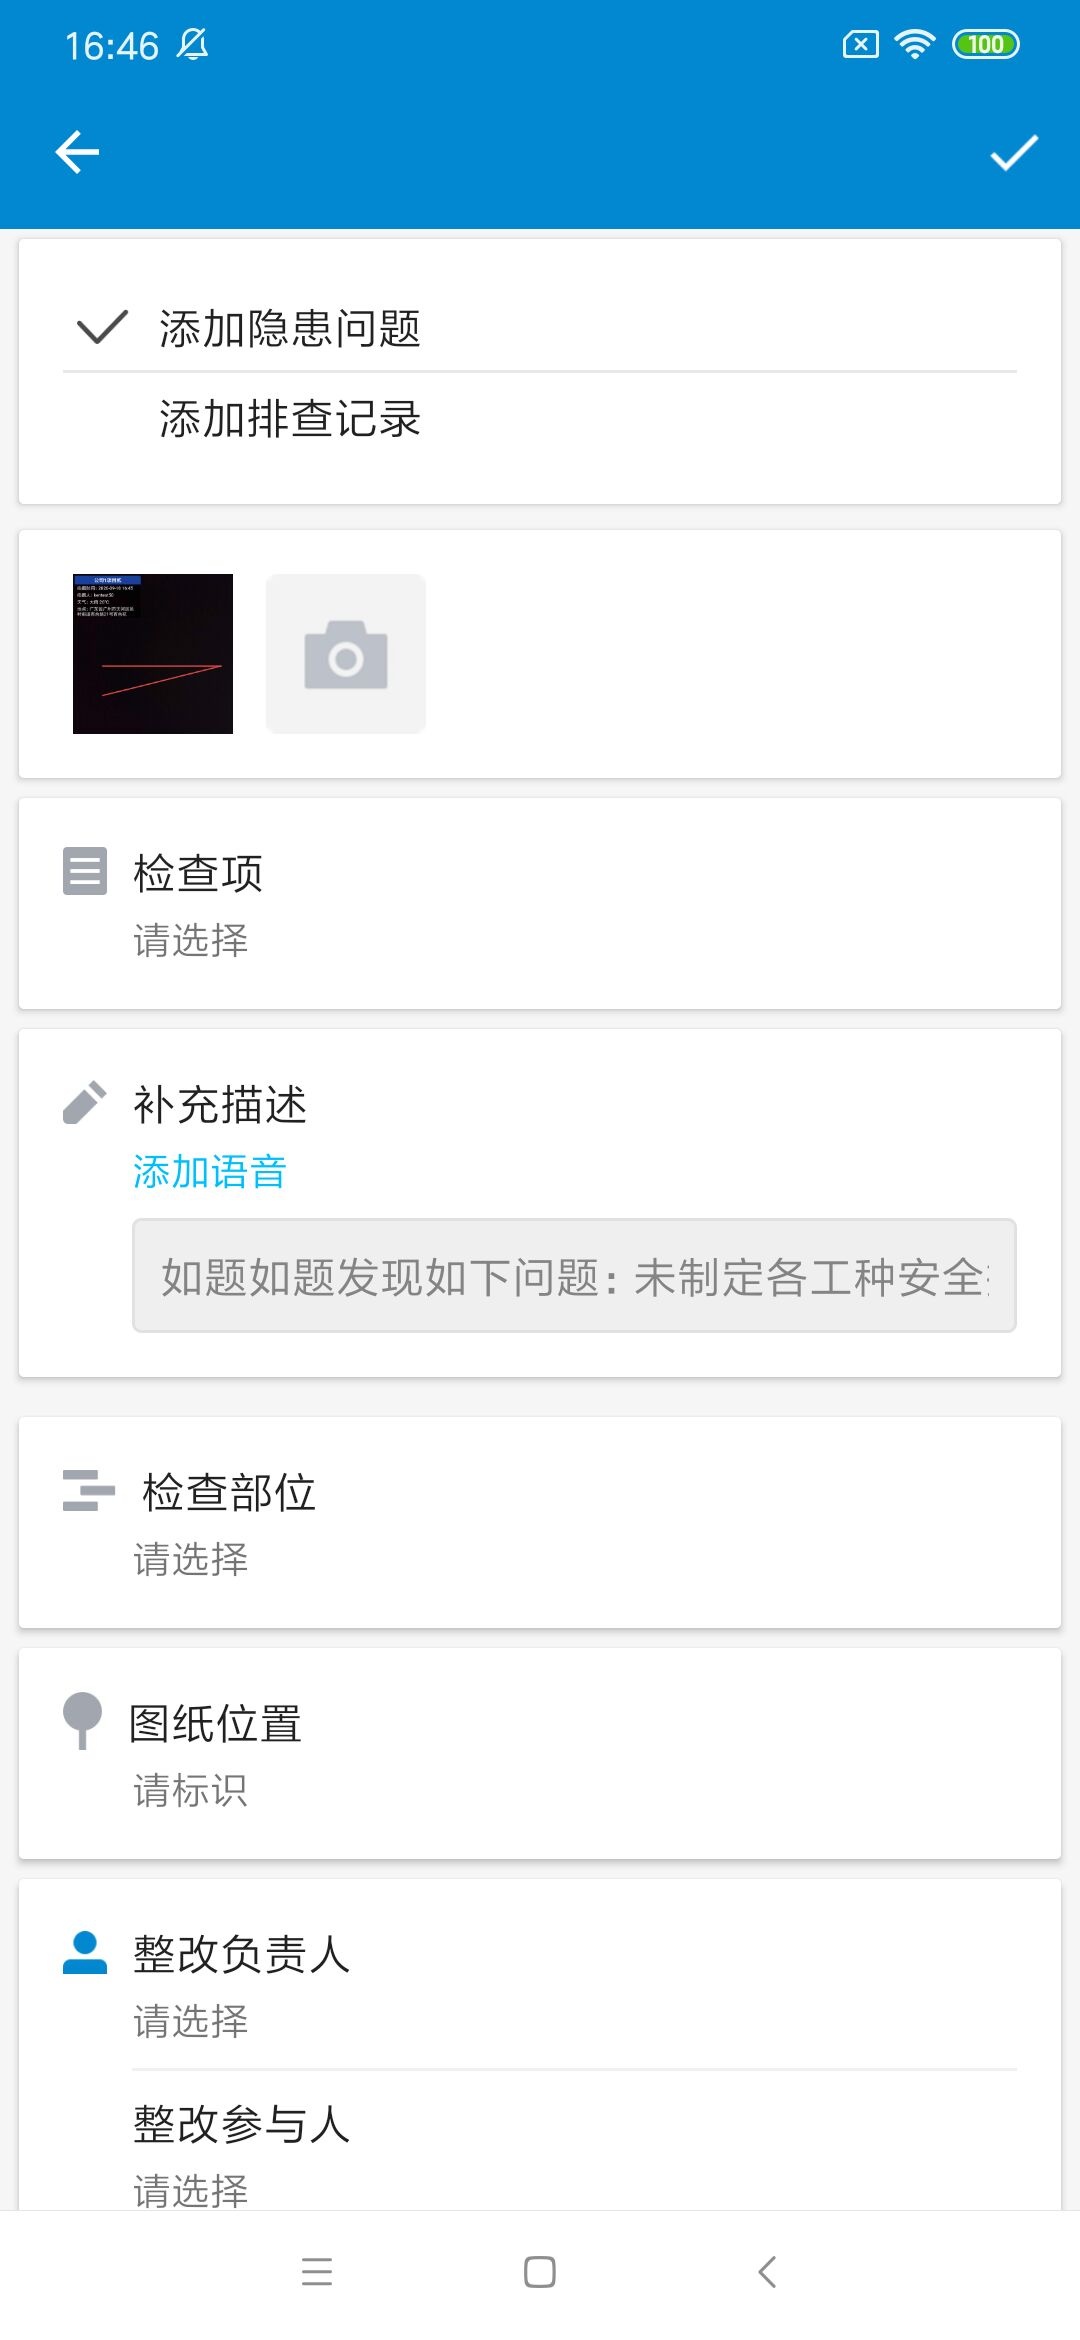 16:46
100
添加隐患问题
添加排查记录
检查项
请选择
补充描述
添加语音
如题如题发现如下问题：未制定各工种安全
检查部位
请选择
图纸位置
请标识
整改负责人
请选择
整改参与人
请选择